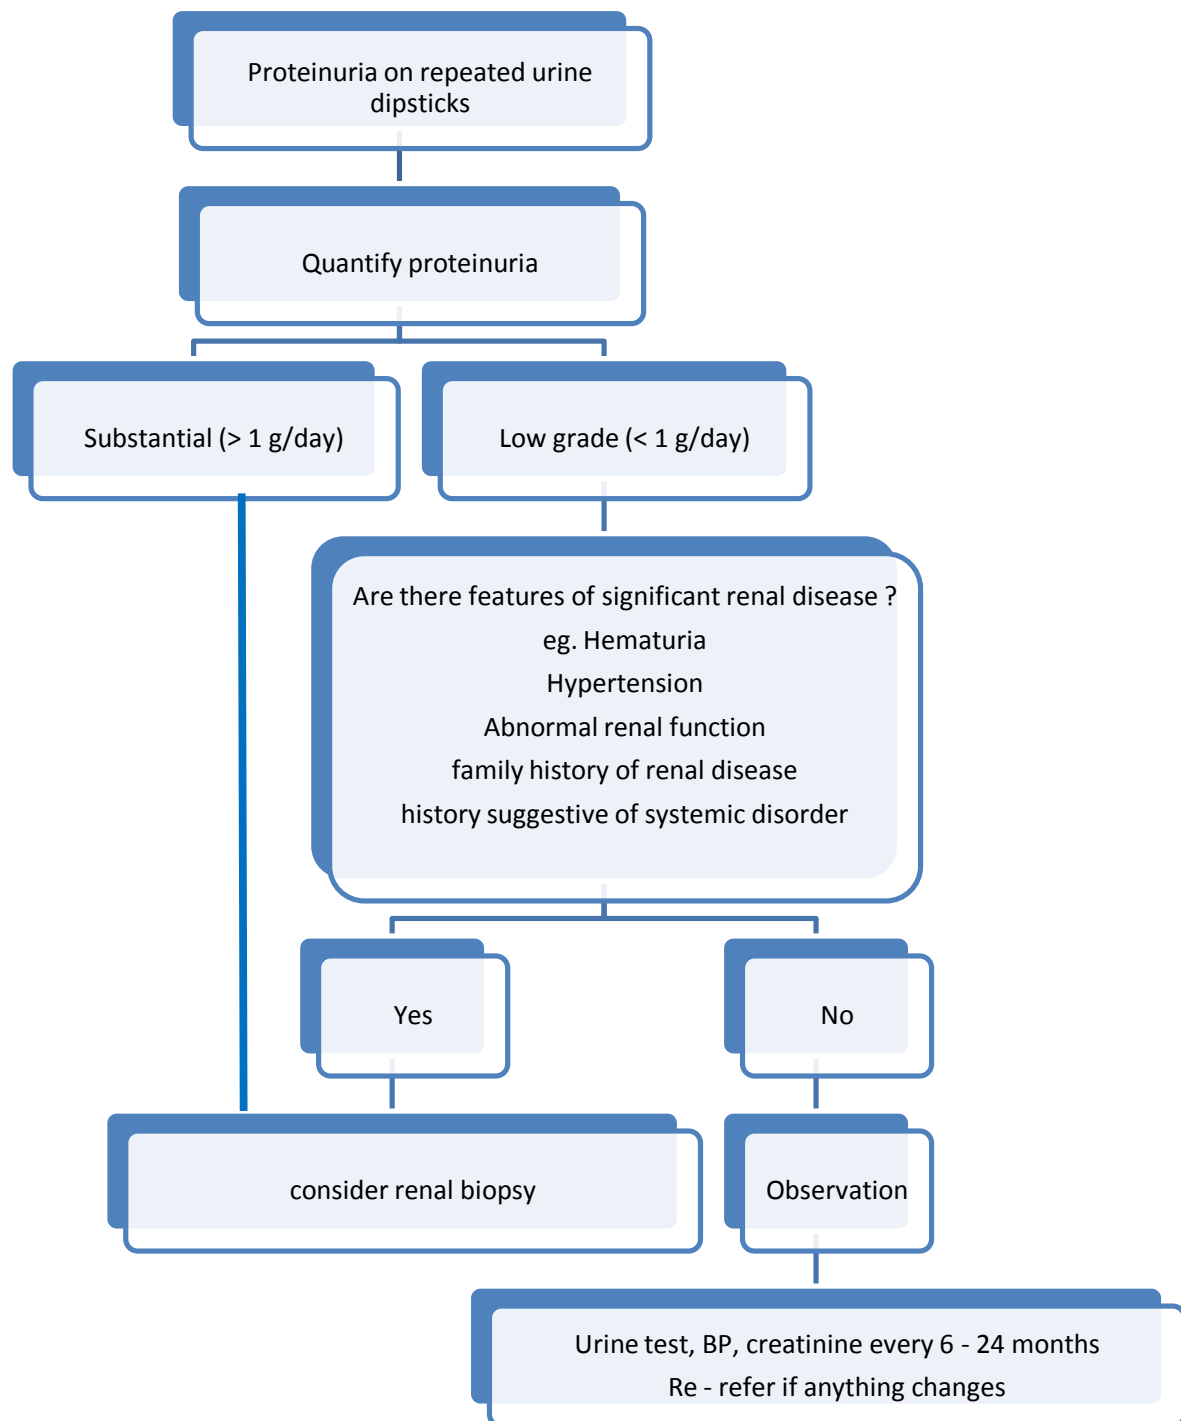 Proteinuria on repeated urine
dipsticks
Quantify proteinuria
Substantial (> 1 g/day)
Low grade (< 1 g/day)
Are there features of significant renal disease ?
eg. Hematuria
Hypertension
Abnormal renal function
family history of renal disease
history suggestive of systemic disorder
Yes
No
consider renal biopsy
Observation
Urine test, BP, creatinine every 6 - 24 months
Re - refer if anything changes